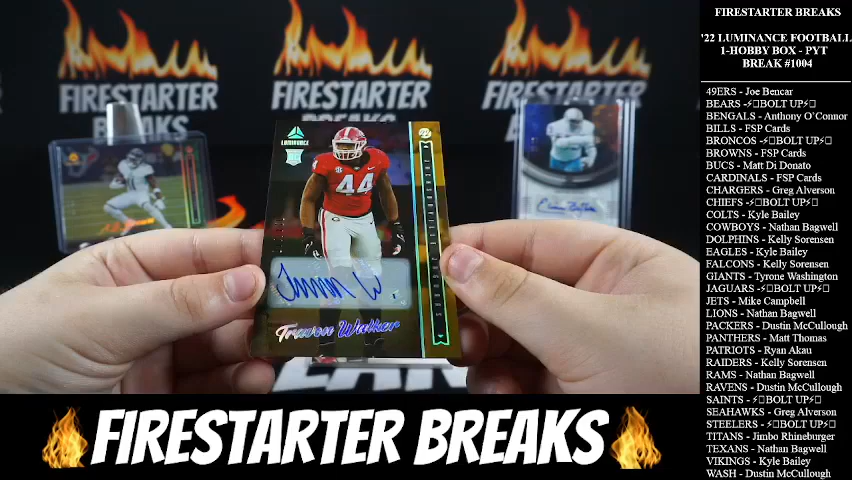 FIRESTARTER
BREAKS
FIRESTARTER
BREAKS
FIRESTARTER
BREAKS
LUMINANCE
RC
44
G
Travon Walker
FIRESTARTER BREAKS
FIRESTARTER BREAKS
'22 LUMINANCE FOOTBALL
1-HOBBY BOX - PYT
BREAK #1004
49ERS - Joe Bencar
BEARS -⚡BOLT UP⚡
BENGALS - Anthony O'Connor
BILLS - FSP Cards
BRONCOS -⚡BOLT UP⚡
BROWNS - FSP Cards
BUCS - Matt Di Donato
CARDINALS - FSP Cards
CHARGERS - Greg Alverson
CHIEFS -⚡BOLT UP⚡
COLTS - Kyle Bailey
COWBOYS - Nathan Bagwell
DOLPHINS - Kelly Sorensen
EAGLES - Kyle Bailey
FALCONS - Kelly Sorensen
GIANTS - Tyrone Washington
JAGUARS -⚡BOLT UP⚡
JETS - Mike Campbell
LIONS - Nathan Bagwell
PACKERS - Dustin McCullough
PANTHERS - Matt Thomas
PATRIOTS - Ryan Akau
RAIDERS - Kelly Sorensen
RAMS - Nathan Bagwell
RAVENS - Dustin McCullough
SAINTS -⚡BOLT UP⚡
SEAHAWKS - Greg Alverson
STEELERS -⚡BOLT UP⚡
TITANS - Jimbo Rhineburger
TEXANS - Nathan Bagwell
VIKINGS - Kyle Bailey
WASH - Dustin McCullough